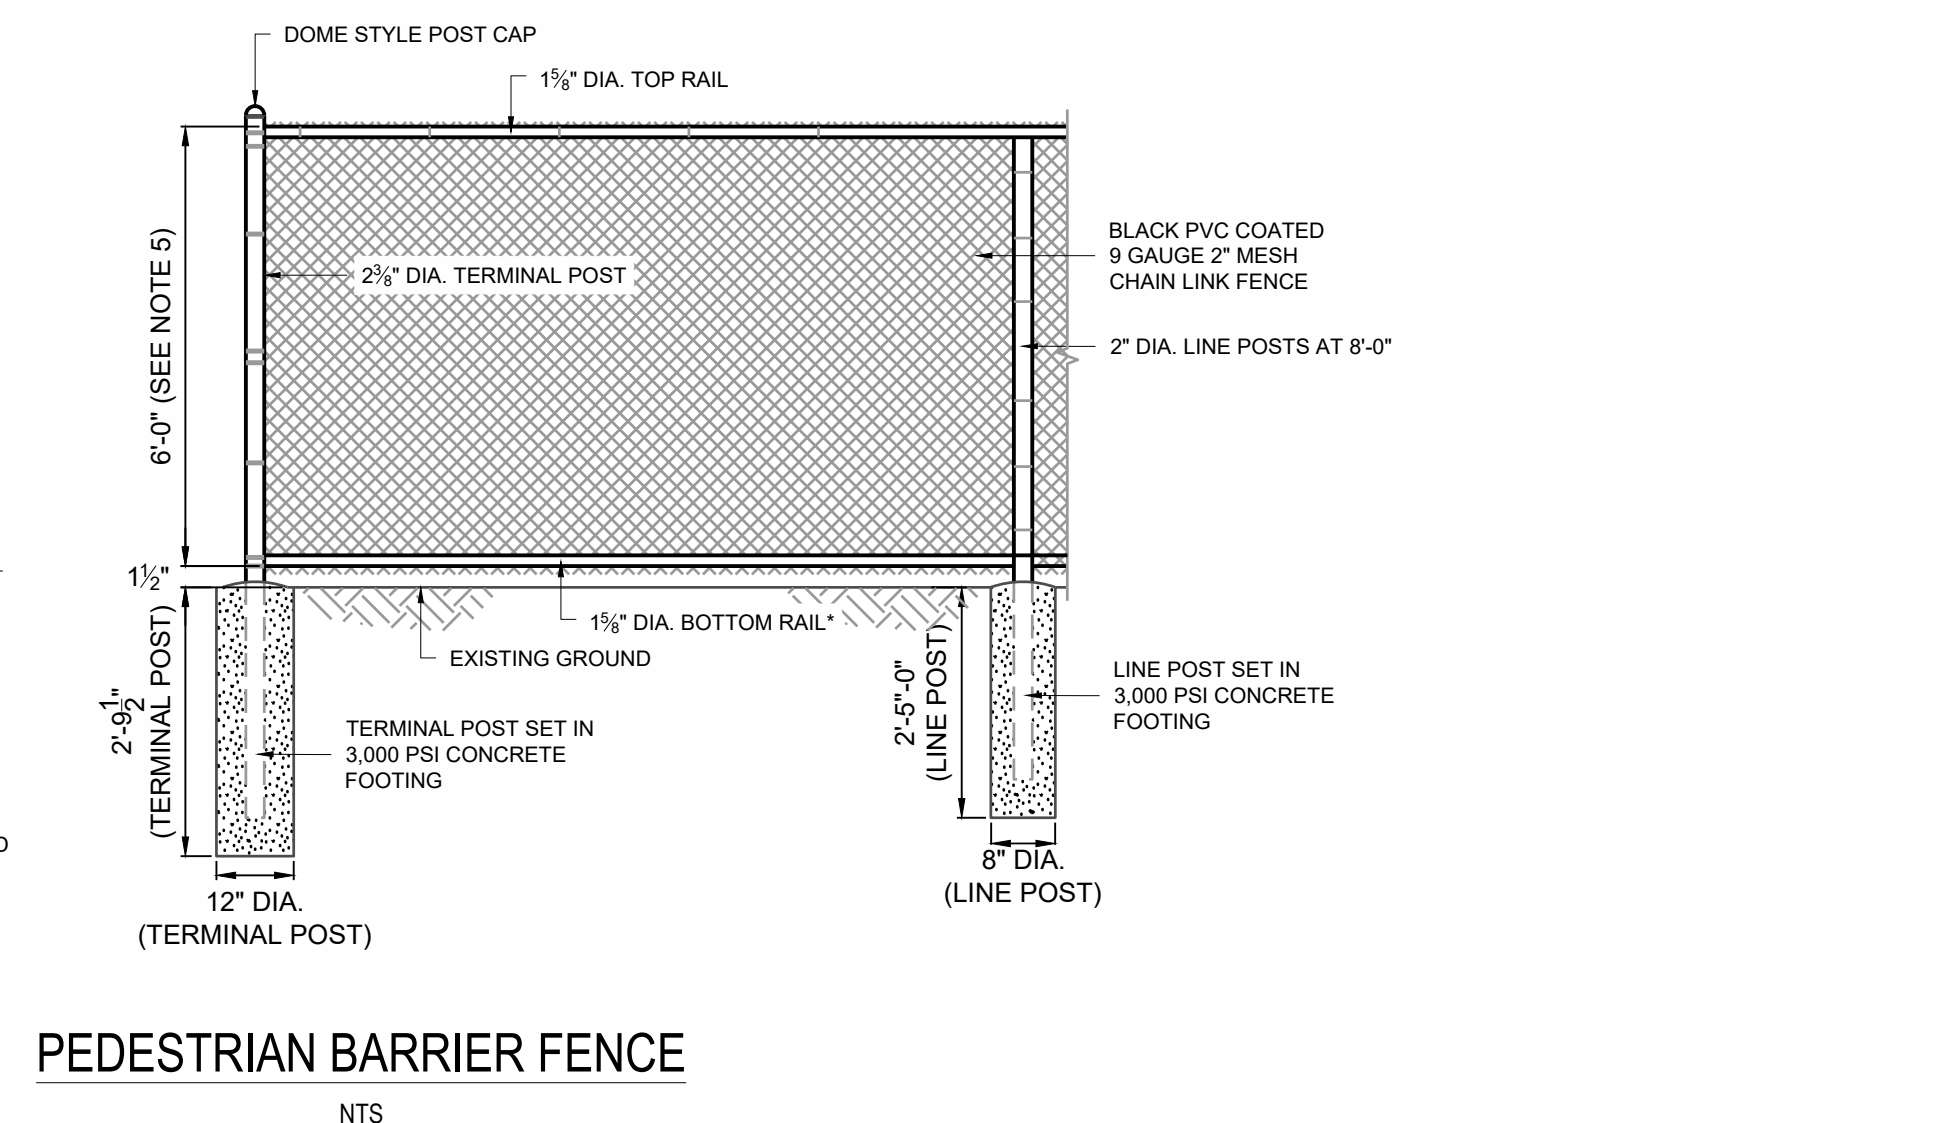 DOME STYLE POST CAP
1⅝" DIA. TOP RAIL
6'-0" (SEE NOTE 5)
2⅜" DIA. TERMINAL POST
BLACK PVC COATED
9 GAUGE 2" MESH
CHAIN LINK FENCE
2" DIA. LINE POSTS AT 8'-0"
1½"
1⅝" DIA. BOTTOM RAIL*
EXISTING GROUND
2'-9½"
(TERMINAL POST)
TERMINAL POST SET IN
3,000 PSI CONCRETE
FOOTING
2'-5"-0"
(LINE POST)
LINE POST SET IN
3,000 PSI CONCRETE
FOOTING
12" DIA.
(TERMINAL POST)
8" DIA.
(LINE POST)
PEDESTRIAN BARRIER FENCE
NTS